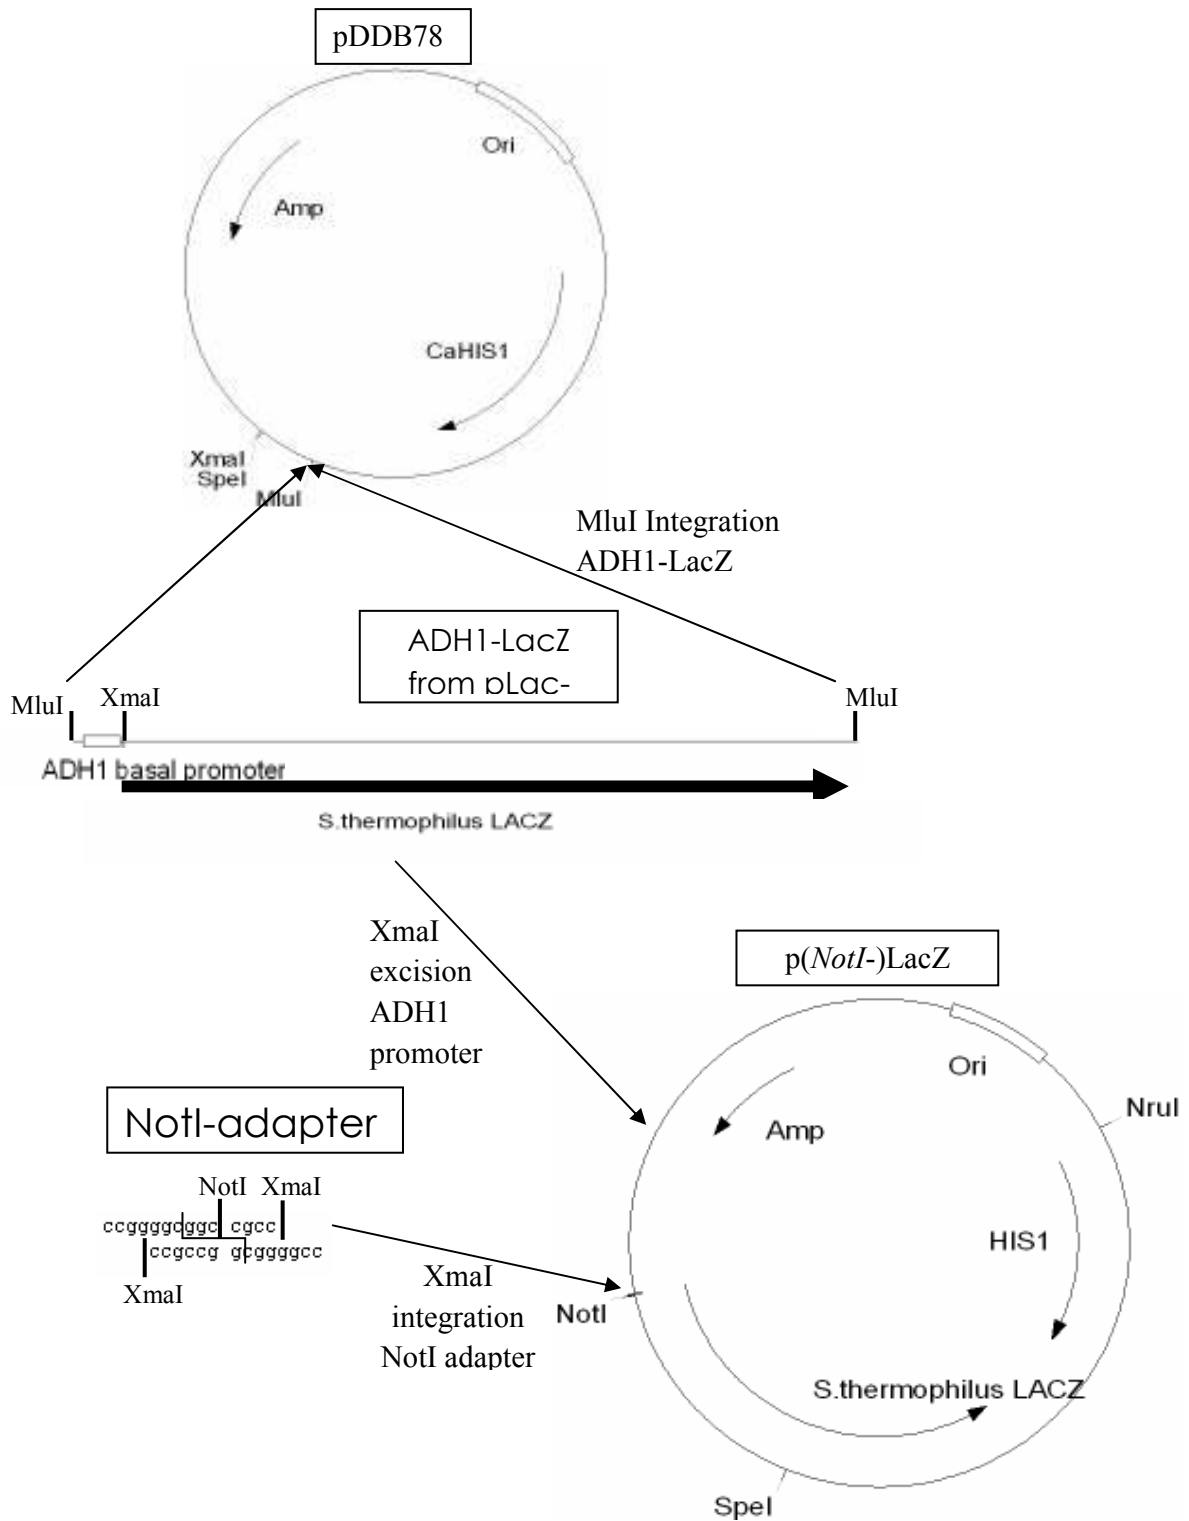 pDDB78
Ori
Amp
CaHIS1
XmaI
SpeI
MluI
MluI Integration
ADH1-LacZ
ADH1-LacZ
from pLac-
MluI
XmaI
MluI
ADH1 basal promoter
S.thermophilus LACZ
XmaI
excision
ADH1
promoter
p(NotI-)LacZ
Ori
NruI
Amp
NotI-adapter
NotI XmaI
ccggggcggc cgcc
ccgccg gcggggcc
XmaI
HIS1
XmaI
integration
NotI adapter
NotI
S.thermophilus LACZ
SpeI